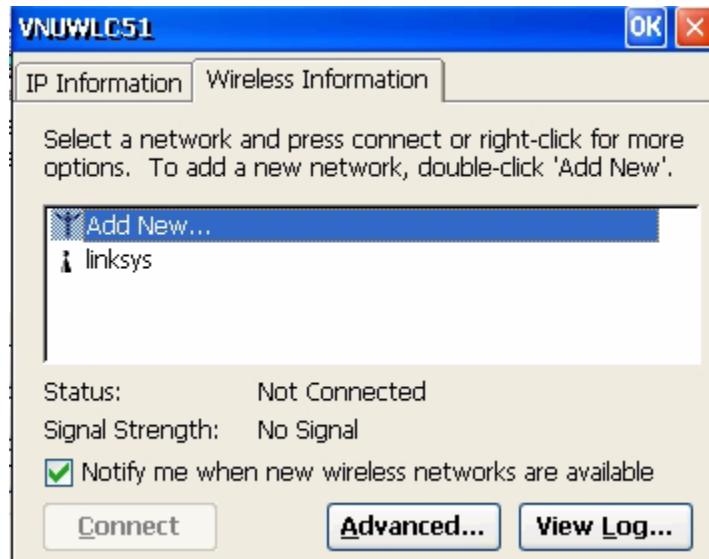 VNUWLC51
OK
IP Information
Wireless Information
Select a network and press connect or right-click for more
options. To add a new network, double-click 'Add New'.
Add New...
linksys
Status: Not Connected
Signal Strength: No Signal
Notify me when new wireless networks are available
Connect
Advanced...
View Log...